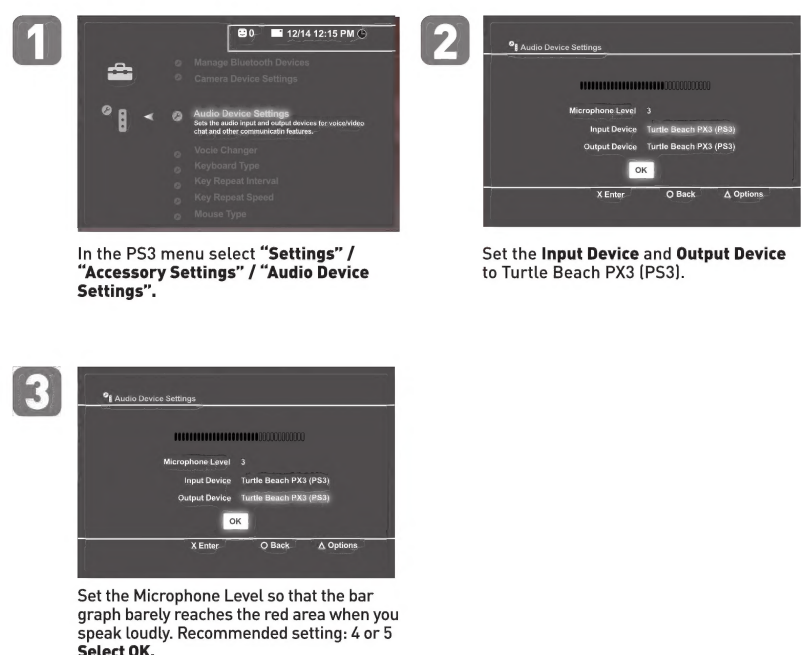 1
0 12/14 12:15 PM
Manage Bluetooth Devices
Camera Device Settings
Audio Device Settings
Sets the audio input and output devices for voice/video
chat and other communicatin features.
Vocie Changer
Keyboard Type
Key Repeat Interval
Key Repeat Speed
Mouse Type
In the PS3 menu select “Settings” /
“Accessory Settings” / “Audio Device
Settings”.
2
Audio Device Settings
Microphone Level 3
Input Device Turtle Beach PX3 (PS3)
Output Device Turtle Beach PX3 (PS3)
OK
X Enter O Back Δ Options
Set the Input Device and Output Device
to Turtle Beach PX3 (PS3).
3
Audio Device Settings
Microphone Level 3
Input Device Turtle Beach PX3 (PS3)
Output Device Turtle Beach PX3 (PS3)
OK
X Enter O Back Δ Options
Set the Microphone Level so that the bar
graph barely reaches the red area when you
speak loudly. Recommended setting: 4 or 5
Select OK.